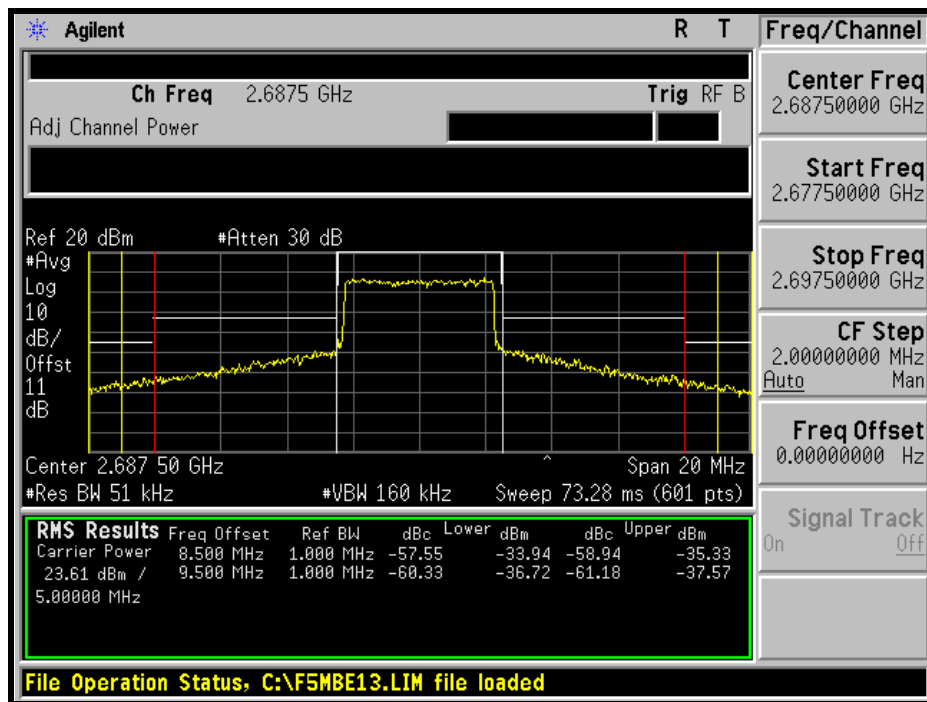 Agilent R T Freq/Channel
Ch Freq 2.6875 GHz Trig RF B
Adj Channel Power
Center Freq
2.68750000 GHz
Start Freq
2.67750000 GHz
Stop Freq
2.69750000 GHz
CF Step
2.00000000 MHz
Auto Man
Freq Offset
0.00000000 Hz
Signal Track
On Off
Ref 20 dBm #Atten 30 dB
#Avg
Log
10
dB/
Offst
11
dB
Center 2.687 50 GHz Span 20 MHz
#Res BW 51 kHz #VBW 160 kHz Sweep 73.28 ms (601 pts)
RMS Results Freq Offset Ref BW dBc Lower dBm dBc Upper dBm
Carrier Power 8.500 MHz 1.000 MHz -57.55 -33.94 -58.94 -35.33
23.61 dBm / 9.500 MHz 1.000 MHz -60.33 -36.72 -61.18 -37.57
5.00000 MHz
File Operation Status, C:\F5MBE13.LIM file loaded